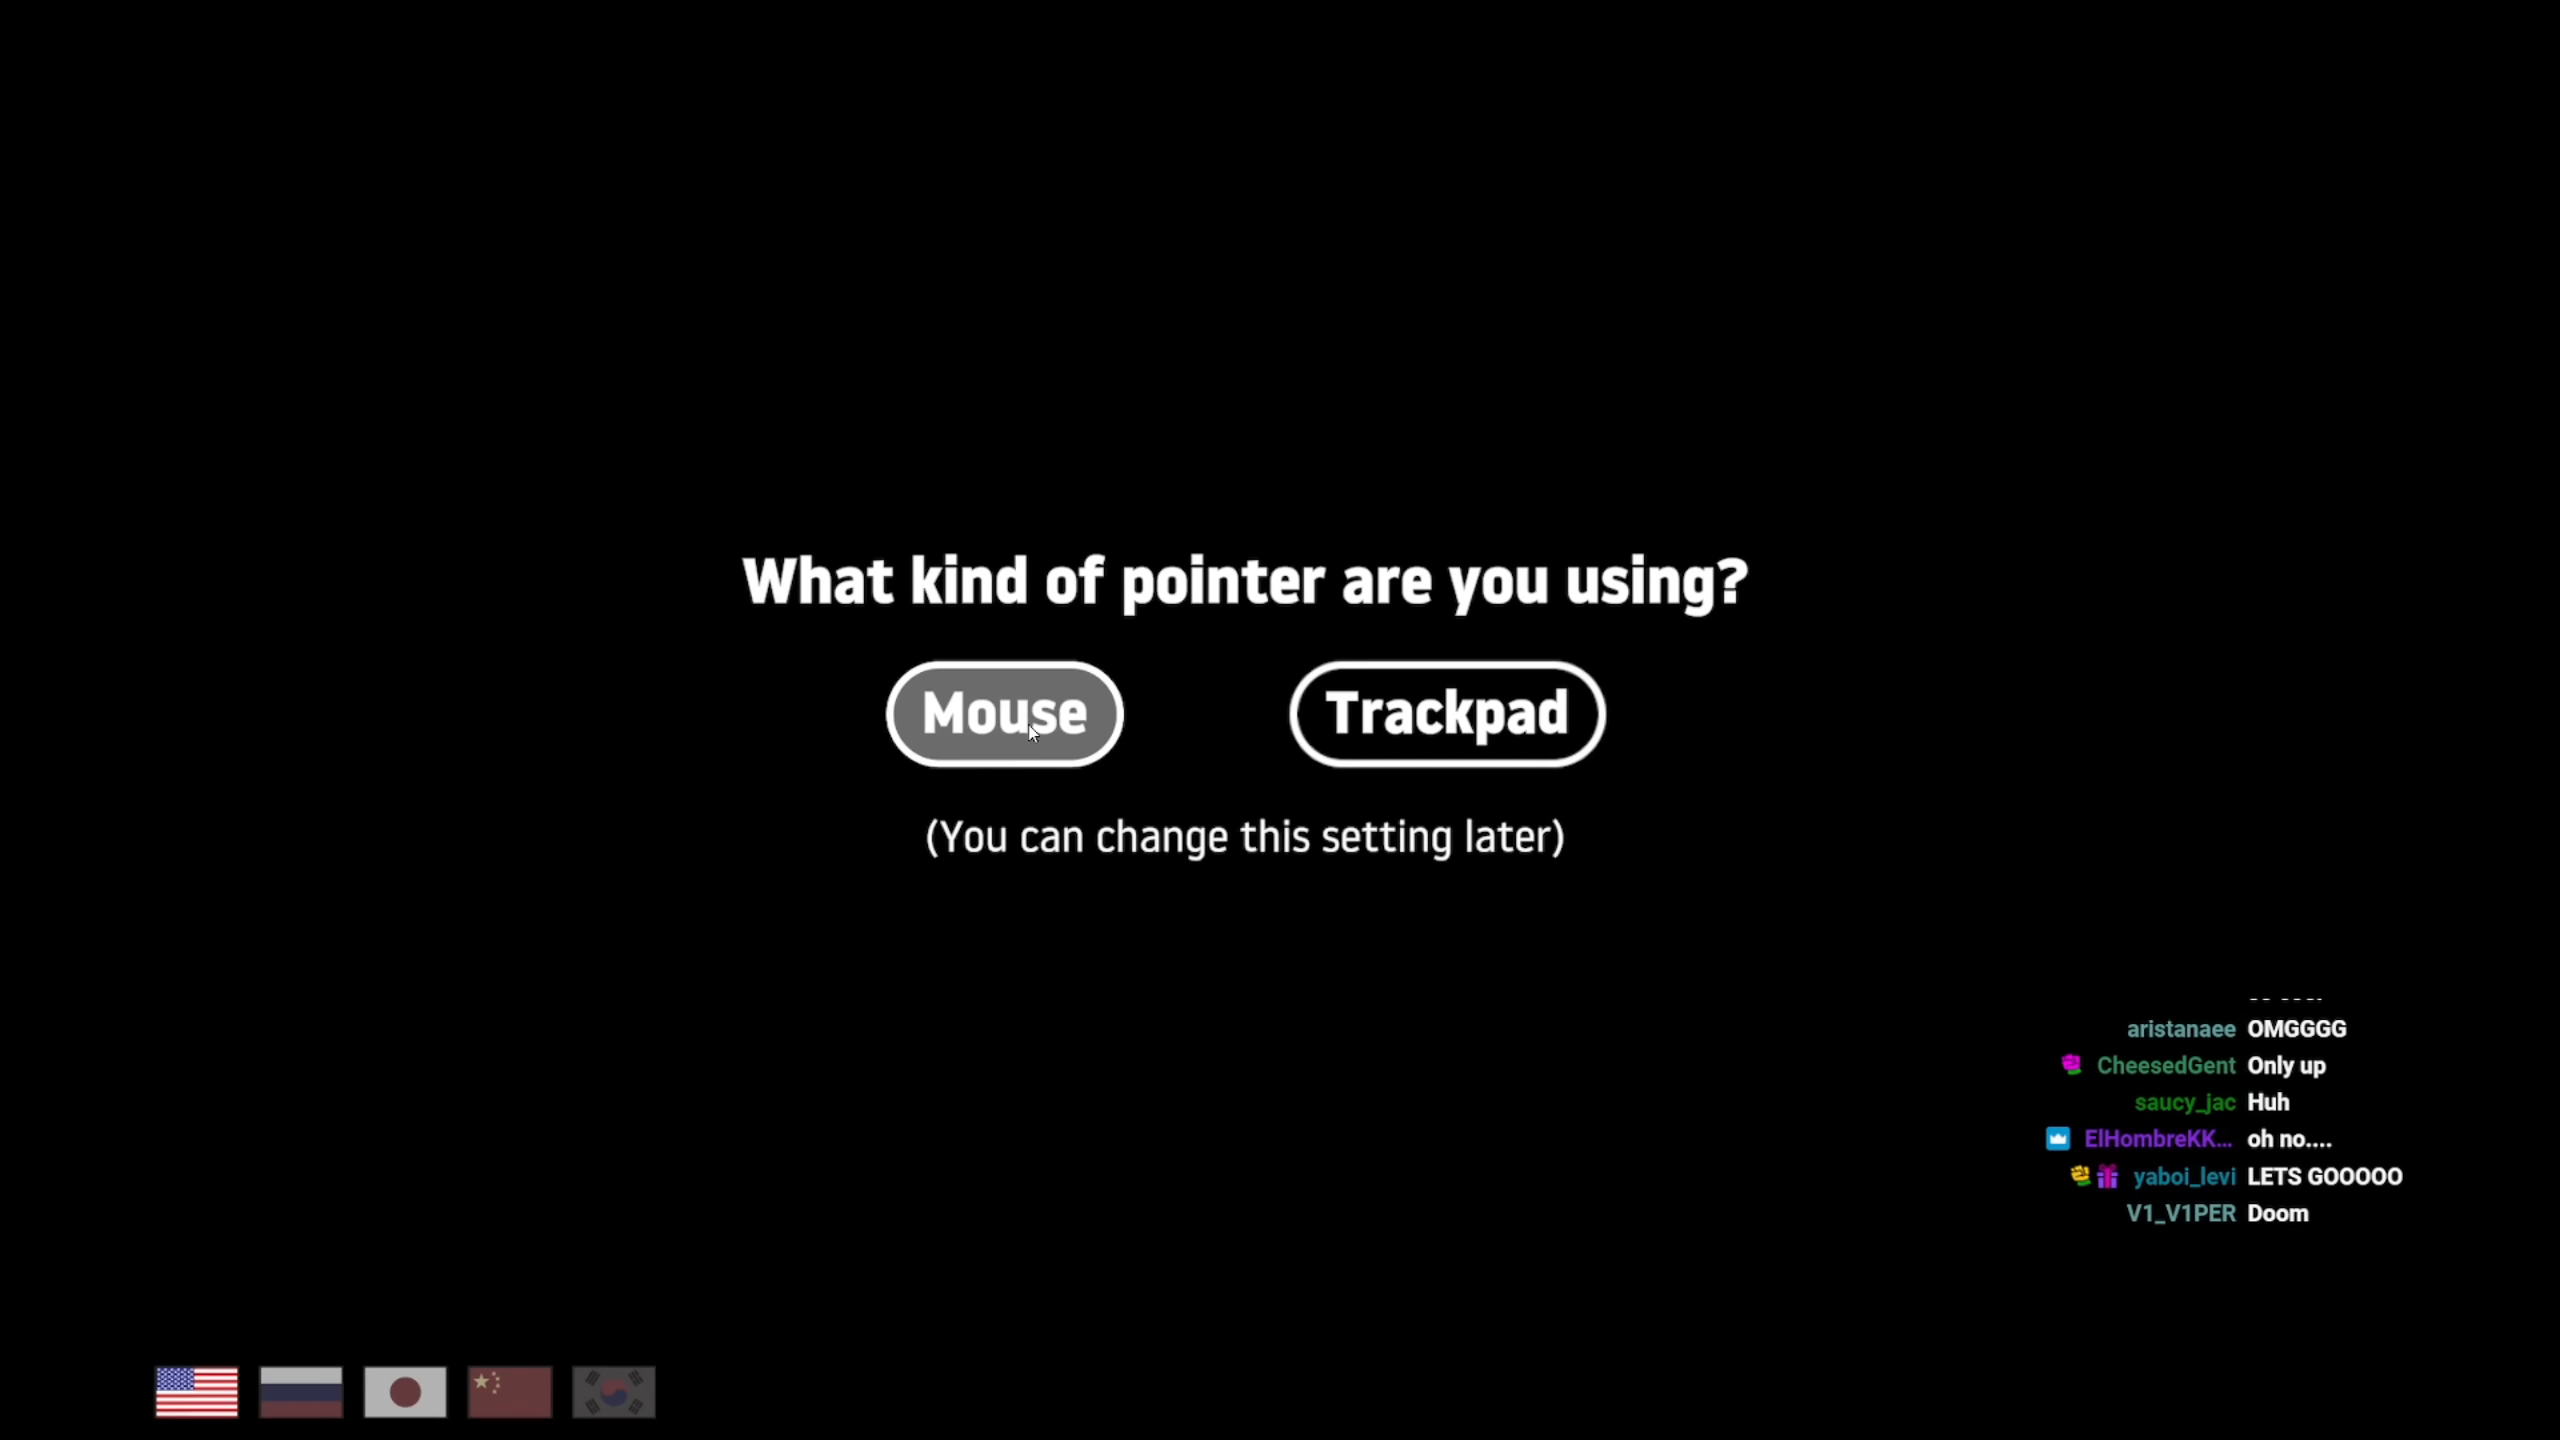 What kind of pointer are you using?
Mouse
Trackpad
(You can change this setting later)
aristanaee OMGGGG
CheesedGent Only up
saucy_jac Huh
ElHombreKK... oh no....
yaboi_levi LETS GOOOOO
V1_V1PER Doom